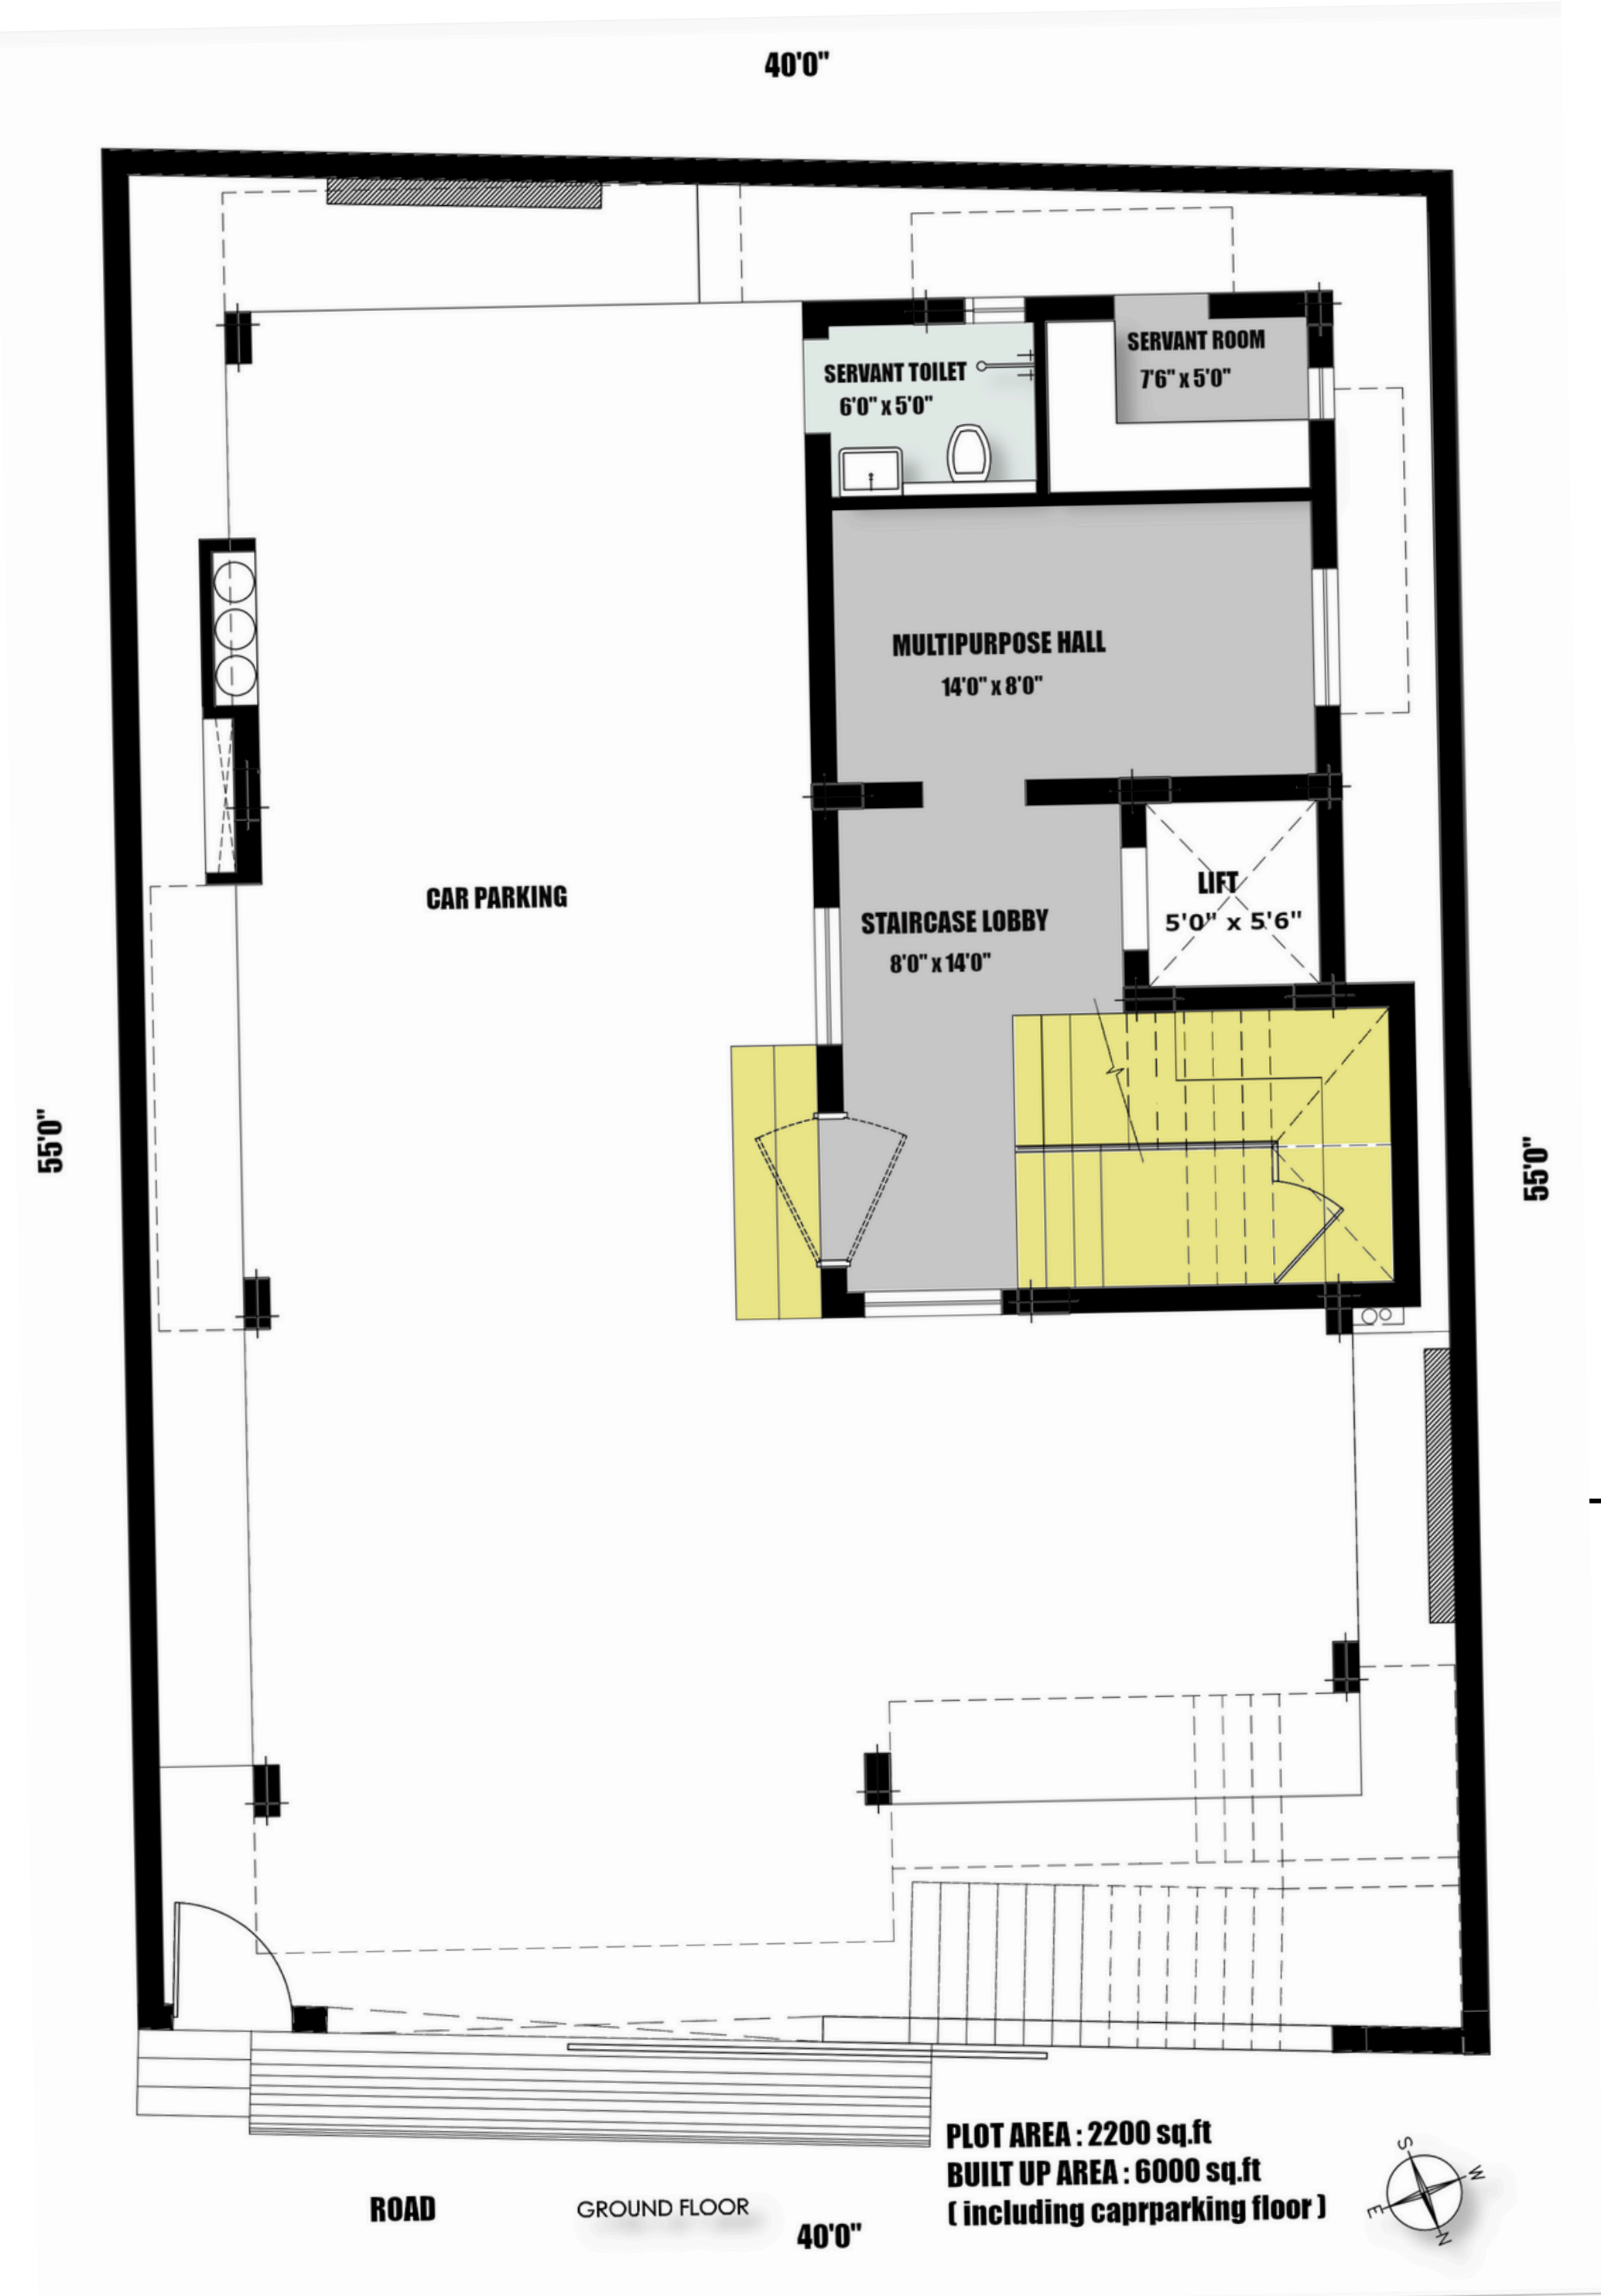 40'0"
SERVANT ROOM
7'6" x 5'0"
SERVANT TOILET
6'0" x 5'0"
MULTIPURPOSE HALL
14'0" x 8'0"
CAR PARKING
LIFT
5'0" x 5'6"
STAIRCASE LOBBY
8'0" x 14'0"
55'0"
55'0"
PLOT AREA : 2200 sq.ft
BUILT UP AREA : 6000 sq.ft
( including caprparking floor )
ROAD
GROUND FLOOR
40'0"
S
W
E
N